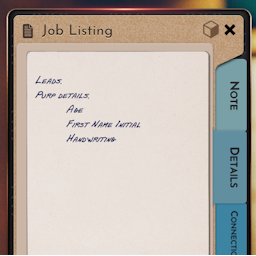 Job Listing
Leads.
Purp details.
Age
First Name Initial
Handwriting
Note
Details